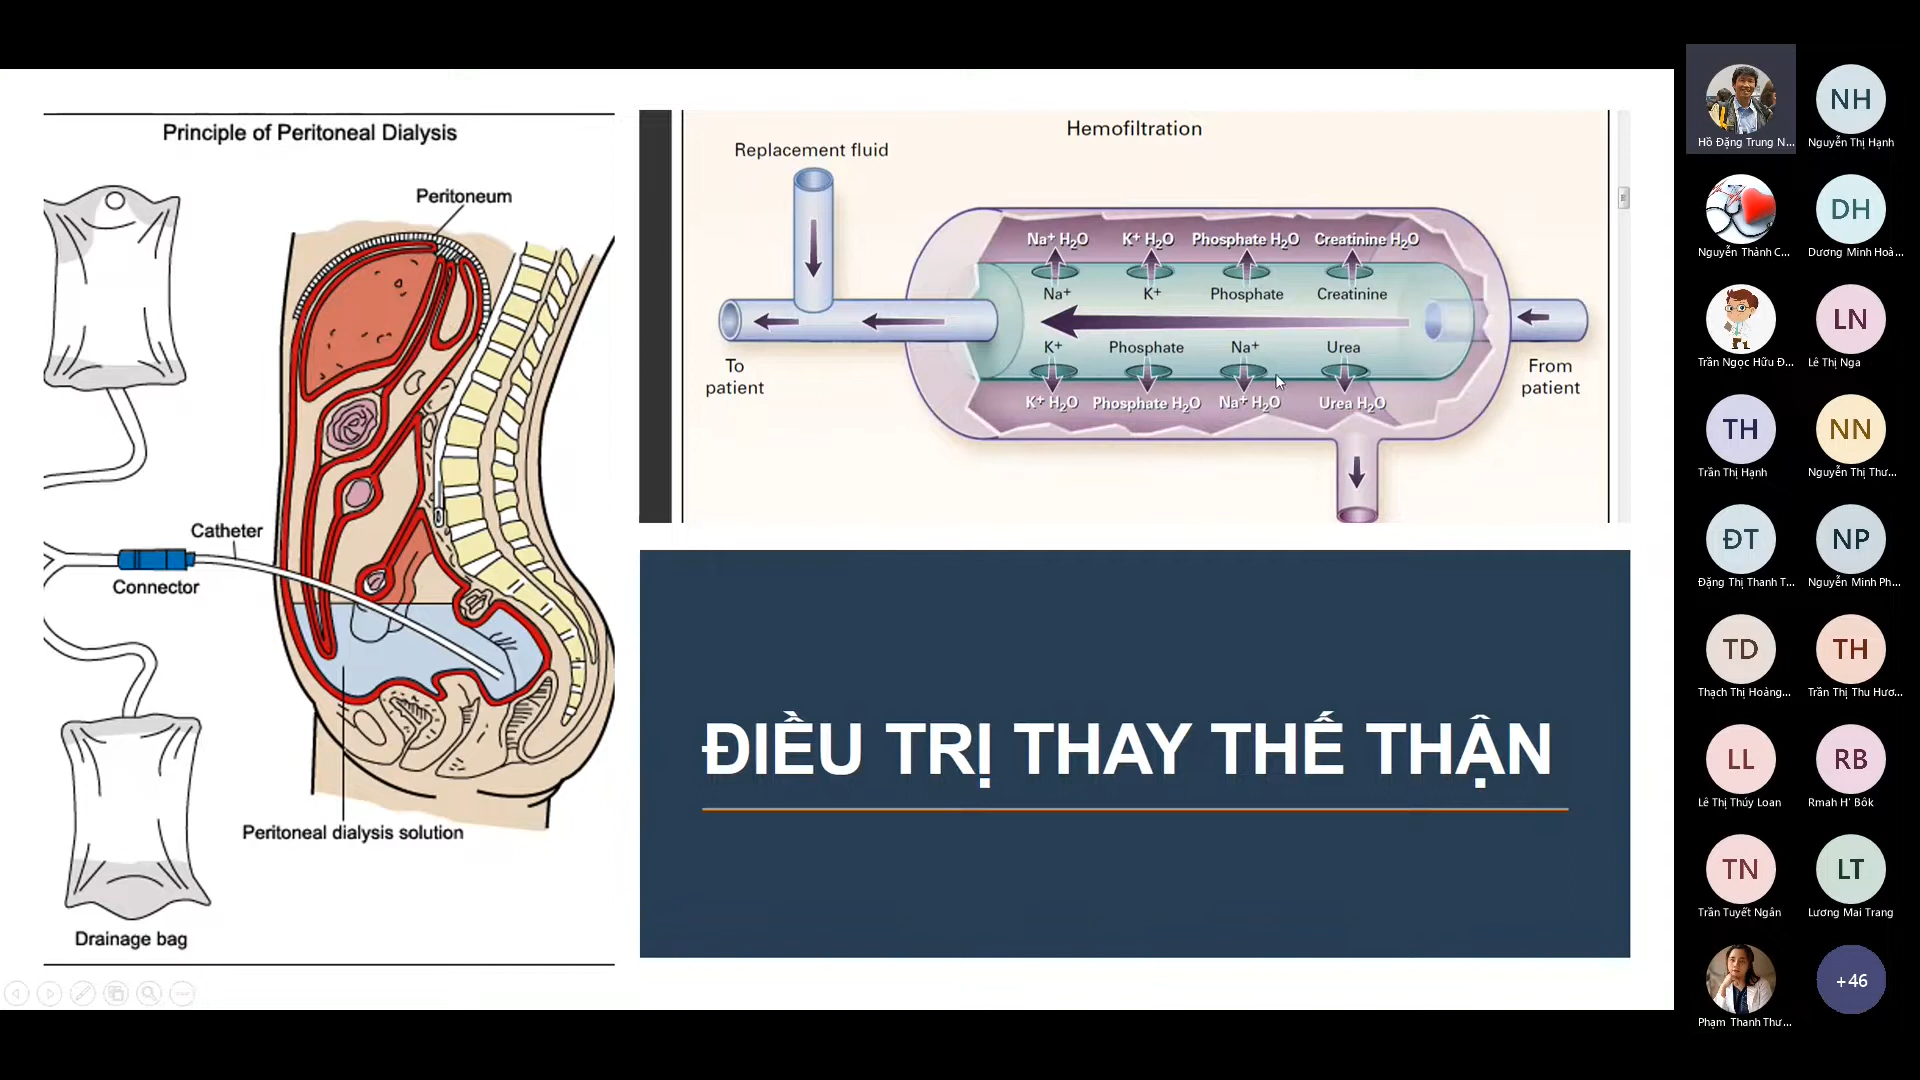 Principle of Peritoneal Dialysis
Peritoneum
Catheter
Connector
Peritoneal dialysis solution
Drainage bag
Hemofiltration
Replacement fluid
Na⁺ H₂O K⁺ H₂O Phosphate H₂O Creatinine H₂O
Na⁺ K⁺ Phosphate Creatinine
K⁺ Phosphate Na⁺ Urea
K⁺ H₂O Phosphate H₂O Na⁺ H₂O Urea H₂O
To
patient
From
patient
ĐIỀU TRỊ THAY THẾ THẬN
Hồ Đặng Trung N...
NH
Nguyễn Thị Hạnh
Nguyễn Thành C...
DH
Dương Minh Hoà...
Trần Ngọc Hữu Đ...
LN
Lê Thị Nga
TH
Trần Thị Hạnh
NN
Nguyễn Thị Thư...
ĐT
Đặng Thị Thanh T...
NP
Nguyễn Minh Ph...
TD
Thạch Thị Hoàng...
TH
Trần Thị Thu Hươ...
LL
Lê Thị Thúy Loan
RB
Rmah H' Bôk
TN
Trần Tuyết Ngân
LT
Lương Mai Trang
Phạm Thanh Thư...
+46